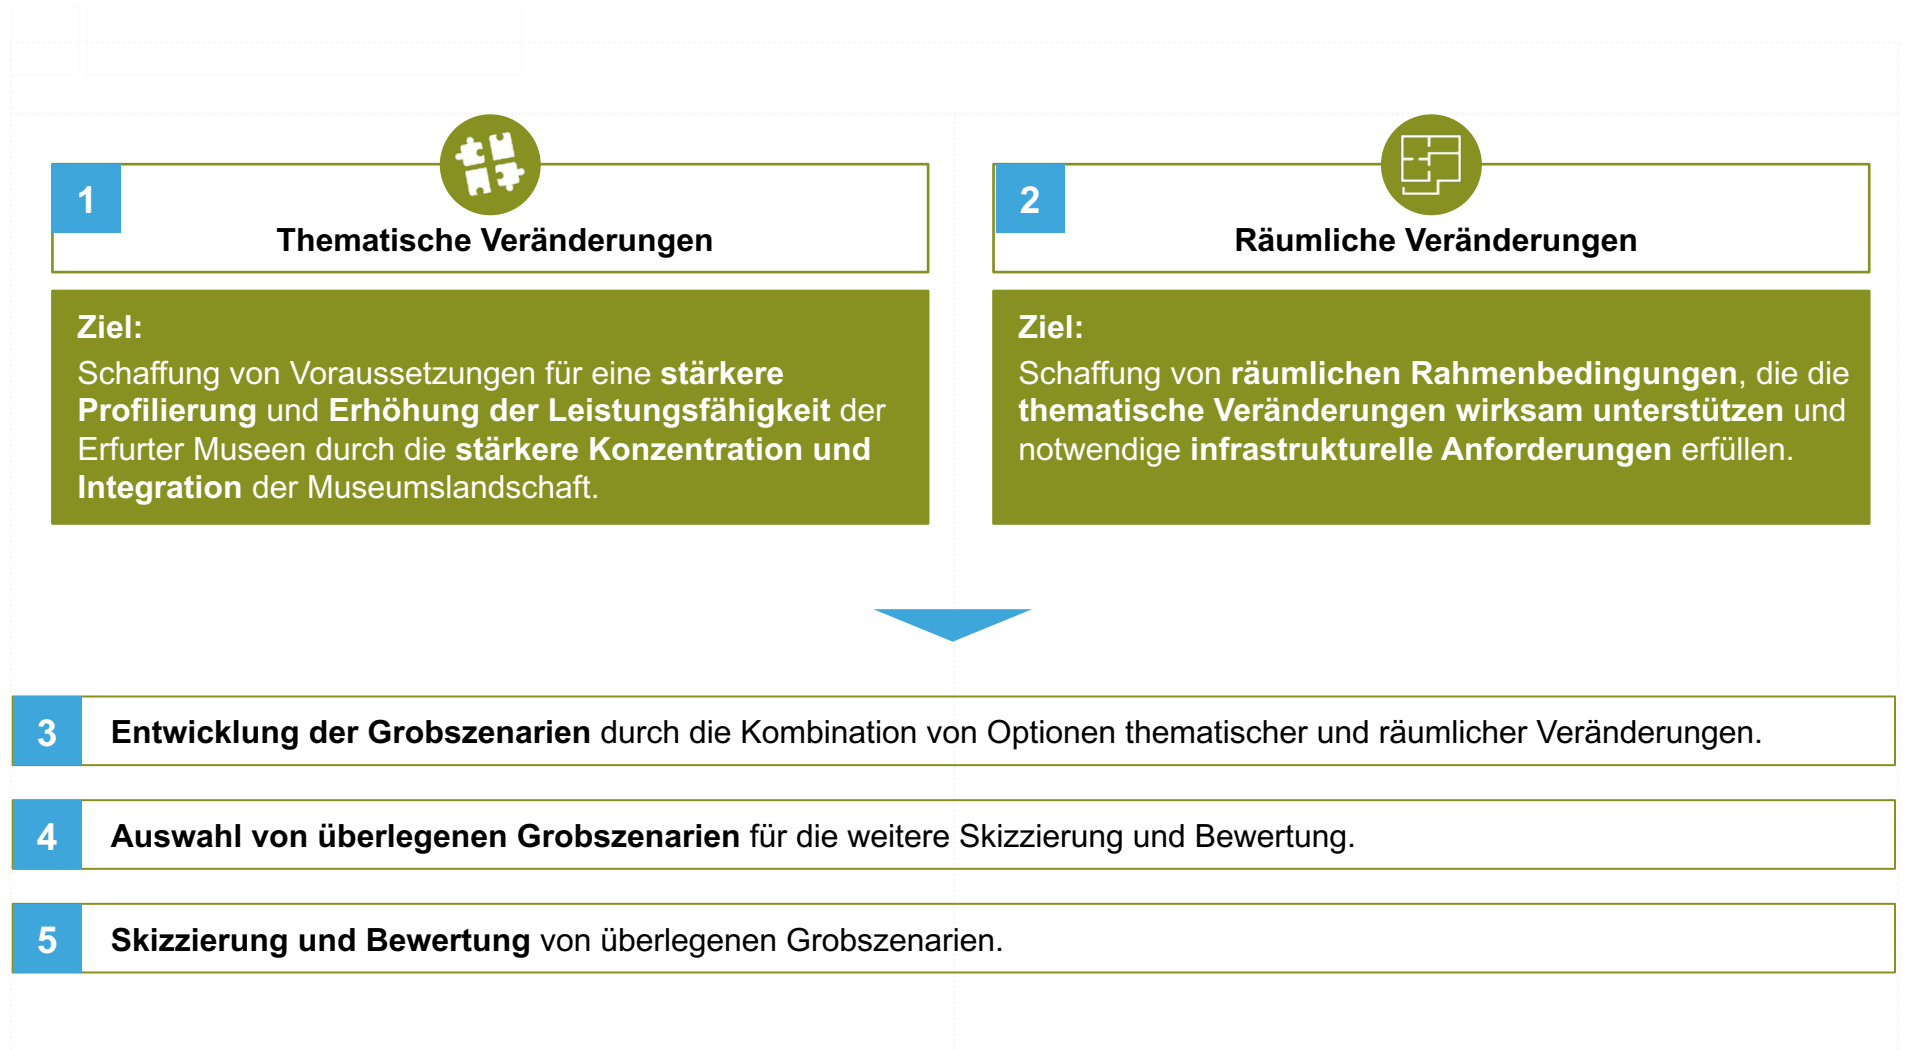 1
Thematische Veränderungen
Ziel:
Schaffung von Voraussetzungen für eine stärkere
Profilierung und Erhöhung der Leistungsfähigkeit der
Erfurter Museen durch die stärkere Konzentration und
Integration der Museumslandschaft.
2
Räumliche Veränderungen
Ziel:
Schaffung von räumlichen Rahmenbedingungen, die die
thematische Veränderungen wirksam unterstützen und
notwendige infrastrukturelle Anforderungen erfüllen.
3
Entwicklung der Grobszenarien durch die Kombination von Optionen thematischer und räumlicher Veränderungen.
4
Auswahl von überlegenen Grobszenarien für die weitere Skizzierung und Bewertung.
5
Skizzierung und Bewertung von überlegenen Grobszenarien.